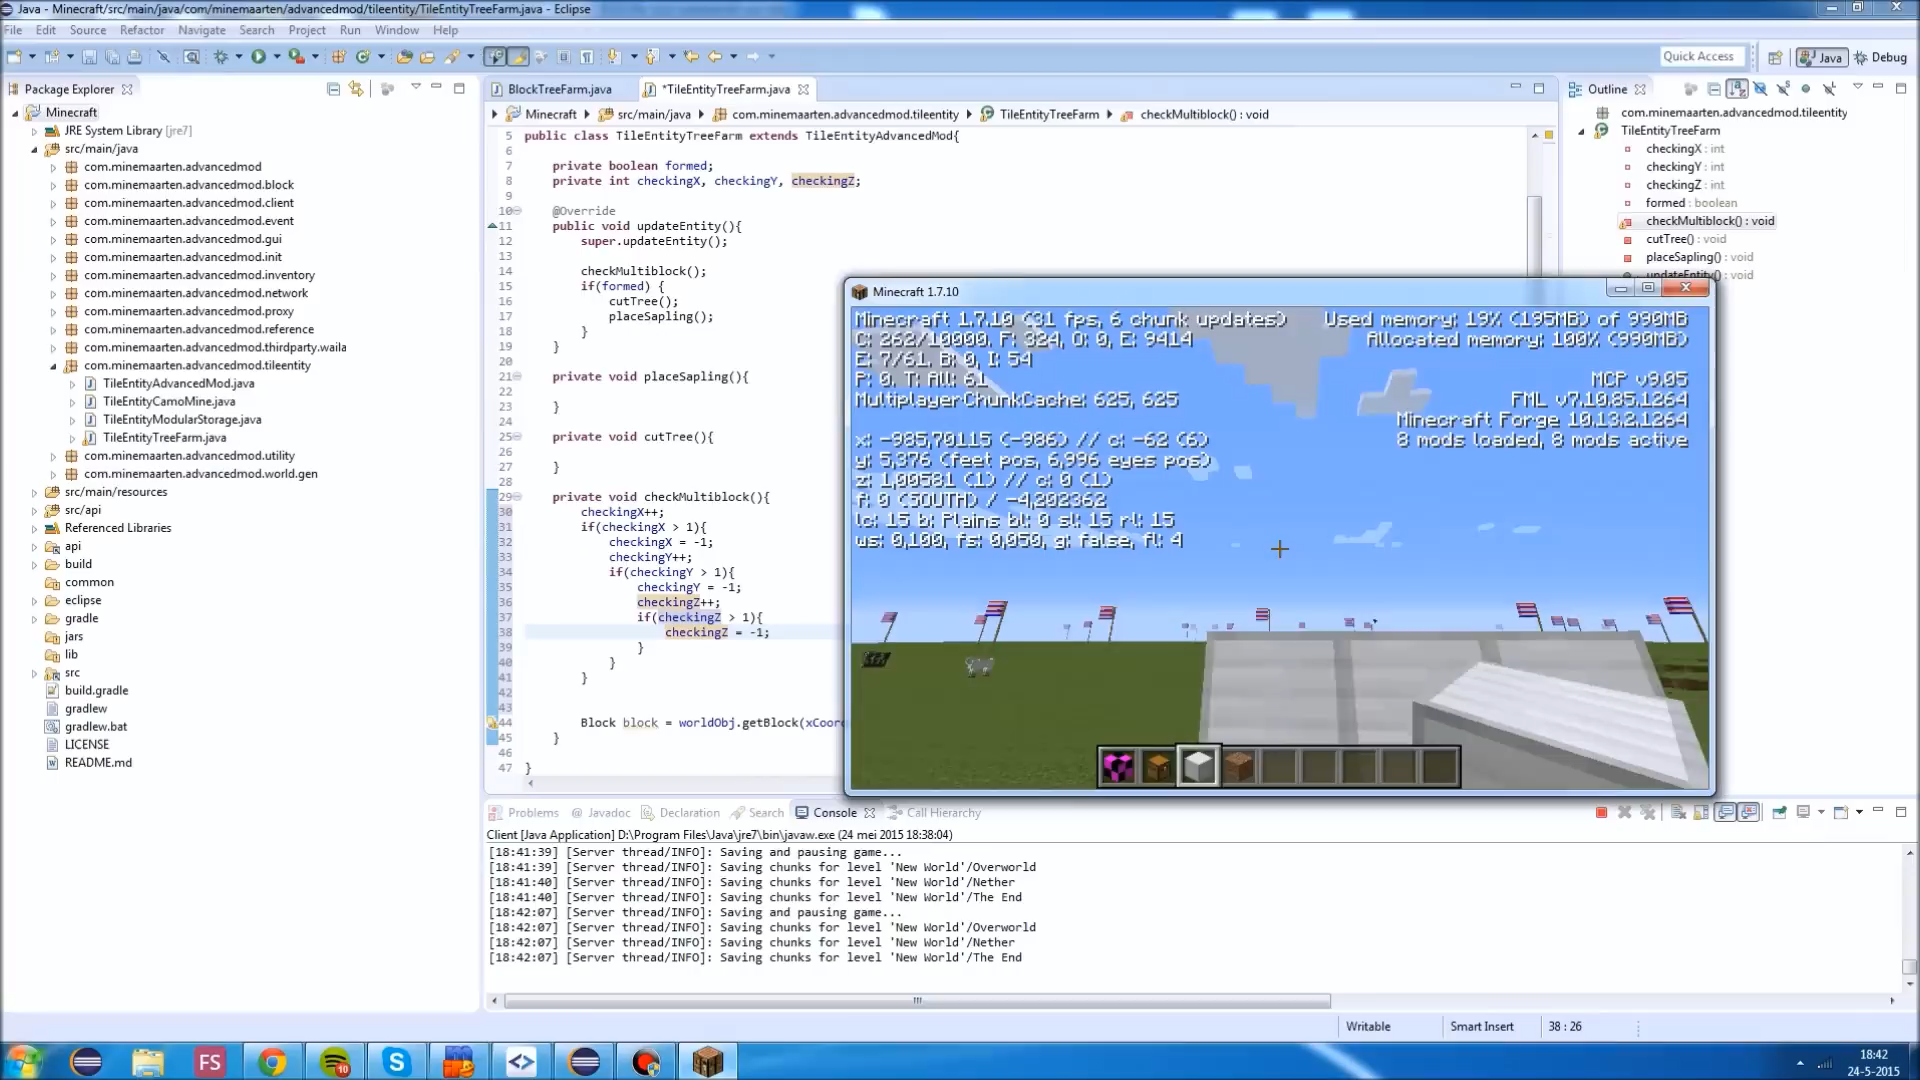 Java - Minecraft/src/main/java/com/minemaarten/advancedmod/tileentity/TileEntityTreeFarm.java - Eclipse
File Edit Source Refactor Navigate Search Project Run Window Help
Quick Access
Java
Debug
Package Explorer
Minecraft
JRE System Library [jre7]
src/main/java
com.minemaarten.advancedmod
com.minemaarten.advancedmod.block
com.minemaarten.advancedmod.client
com.minemaarten.advancedmod.event
com.minemaarten.advancedmod.gui
com.minemaarten.advancedmod.init
com.minemaarten.advancedmod.inventory
com.minemaarten.advancedmod.network
com.minemaarten.advancedmod.proxy
com.minemaarten.advancedmod.reference
com.minemaarten.advancedmod.thirdparty.waila
com.minemaarten.advancedmod.tileentity
TileEntityAdvancedMod.java
TileEntityCamoMine.java
TileEntityModularStorage.java
TileEntityTreeFarm.java
com.minemaarten.advancedmod.utility
com.minemaarten.advancedmod.world.gen
src/main/resources
src/api
Referenced Libraries
api
build
common
eclipse
gradle
jars
lib
src
build.gradle
gradlew
gradlew.bat
LICENSE
README.md
BlockTreeFarm.java
*TileEntityTreeFarm.java
Minecraft src/main/java com.minemaarten.advancedmod.tileentity TileEntityTreeFarm checkMultiblock() : void
5 public class TileEntityTreeFarm extends TileEntityAdvancedMod{
6
7 private boolean formed;
8 private int checkingX, checkingY, checkingZ;
9
10 @Override
11 public void updateEntity(){
12 super.updateEntity();
13
14 checkMultiblock();
15 if(formed) {
16 cutTree();
17 placeSapling();
18 }
19 }
20
21 private void placeSapling(){
22
23 }
24
25 private void cutTree(){
26
27 }
28
29 private void checkMultiblock(){
30 checkingX++;
31 if(checkingX > 1){
32 checkingX = -1;
33 checkingY++;
34 if(checkingY > 1){
35 checkingY = -1;
36 checkingZ++;
37 if(checkingZ > 1){
38 checkingZ = -1;
39 }
40 }
41 }
42
43
44 Block block = worldObj.getBlock(xCoor
45 }
46
47 }
Minecraft 1.7.10
Minecraft 1.7.10 (31 fps, 6 chunk updates)
C: 262/10000. F: 324, O: 0, E: 9414
E: 7/61. B: 0, I: 54
P: 0. T: All: 61
MultiplayerChunkCache: 625, 625
x: -985,70115 (-986) // c: -62 (6)
y: 5,376 (feet pos, 6,996 eyes pos)
z: 1,00581 (1) // c: 0 (1)
f: 0 (SOUTH) / -4,202362
lc: 15 b: Plains bl: 0 sl: 15 rl: 15
ws: 0,100, fs: 0,050, g: false, fl: 4
Used memory: 19% (195MB) of 990MB
Allocated memory: 100% (990MB)
MCP v9.05
FML v7.10.85.1264
Minecraft Forge 10.13.2.1264
8 mods loaded, 8 mods active
Outline
com.minemaarten.advancedmod.tileentity
TileEntityTreeFarm
checkingX : int
checkingY : int
checkingZ : int
formed : boolean
checkMultiblock() : void
cutTree() : void
placeSapling() : void
updateEntity() : void
Problems Javadoc Declaration Search Console Call Hierarchy
Client [Java Application] D:\Program Files\Java\jre7\bin\javaw.exe (24 mei 2015 18:38:04)
[18:41:39] [Server thread/INFO]: Saving and pausing game...
[18:41:39] [Server thread/INFO]: Saving chunks for level 'New World'/Overworld
[18:41:40] [Server thread/INFO]: Saving chunks for level 'New World'/Nether
[18:41:40] [Server thread/INFO]: Saving chunks for level 'New World'/The End
[18:42:07] [Server thread/INFO]: Saving and pausing game...
[18:42:07] [Server thread/INFO]: Saving chunks for level 'New World'/Overworld
[18:42:07] [Server thread/INFO]: Saving chunks for level 'New World'/Nether
[18:42:07] [Server thread/INFO]: Saving chunks for level 'New World'/The End
Writable Smart Insert 38 : 26
FS
10
18:42
24-5-2015